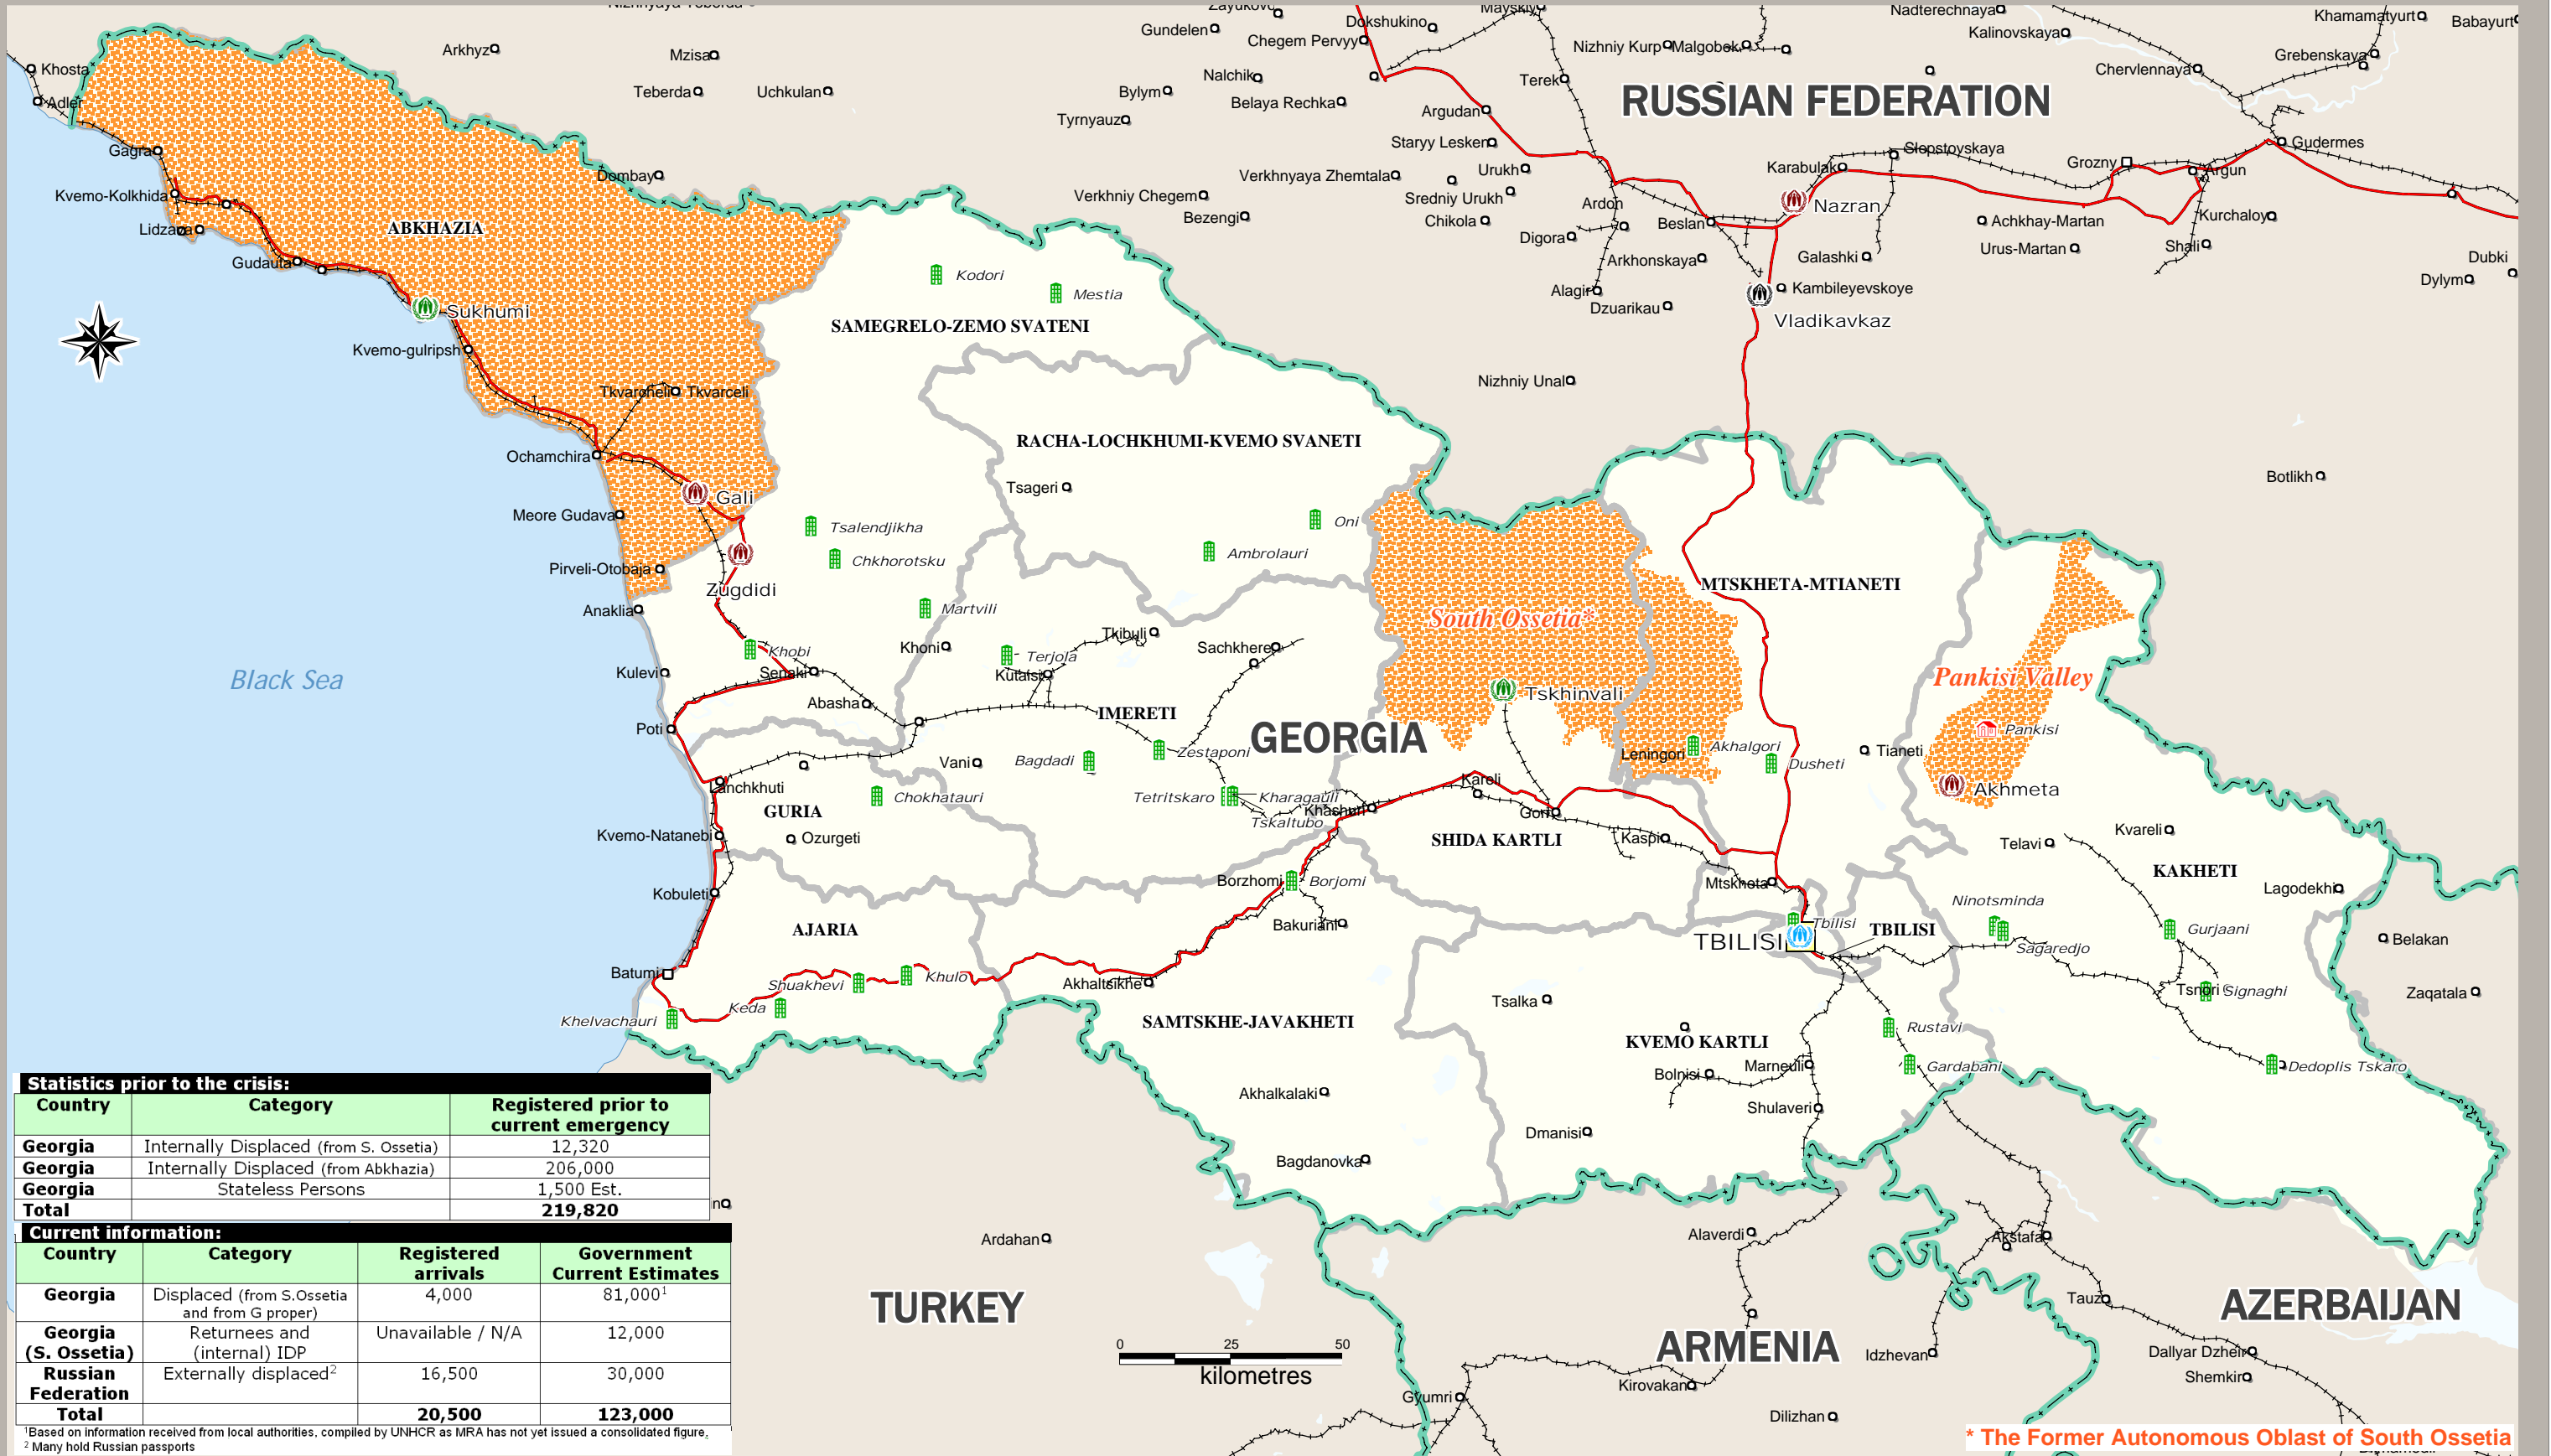 Nizhnyaya Teberda
Zayukovo
Gundelen
Dokshukino
Chegem Pervyy
Mayskiy
Nizhniy Kurp
Malgobek
Nadterechnaya
Kalinovskaya
Khamamatyurt
Babayurt
Grebenskaya
Chervlennaya
Khosta
Adler
Arkhyz
Mzisa
Teberda
Uchkulan
Nalchik
Bylym
Belaya Rechka
Tyrnyauz
Terek
Argudan
RUSSIAN FEDERATION
Staryy Lesken
Gagra
Dombay
Verkhnyaya Zhemtala
Urukh
Karabulak
Slopstovskaya
Grozny
Gudermes
Argun
Kvemo-Kolkhida
Verkhniy Chegem
Sredniy Urukh
Ardon
Nazran
Lidzava
ABKHAZIA
Bezengi
Chikola
Digora
Beslan
Achkhay-Martan
Kurchaloy
Gudauta
Arkhonskaya
Galashki
Urus-Martan
Shali
Dubki
Dylym
Kodori
Mestia
Alagir
Dzuarikau
Kambileyevskoye
Sukhumi
SAMEGRELO-ZEMO SVATENI
Vladikavkaz
Kvemo-gulripsh
Tkvarcheli
Tkvarceli
Nizhniy Unal
Ochamchira
RACHA-LOCHKHUMI-KVEMO SVANETI
Botlikh
Gali
Tsageri
Meore Gudava
Tsalendjikha
Oni
Chkhorotsku
Ambrolauri
Pirveli-Otobaja
Zugdidi
MTSKHETA-MTIANETI
Anaklia
Martvili
South Ossetia*
Khobi
Khoni
Tkibuli
Terjola
Sachkhere
Kulevi
Senaki
Kutaisi
Pankisi Valley
Black Sea
Abasha
Tskhinvali
IMERETI
Poti
GEORGIA
Pankisi
Zestaponi
Vani
Bagdadi
Leningori
Akhalgori
Dusheti
Tianeti
Lanchkhuti
Chokhatauri
Tetritskaro
Kharagauli
Kareli
Akhmeta
GURIA
Khashuri
Tskaltubo
Gori
Kvemo-Natanebi
Ozurgeti
SHIDA KARTLI
Kaspi
Kvareli
Telavi
KAKHETI
Kobuleti
Borzhomi
Borjomi
Mtskhota
Lagodekhi
Ninotsminda
AJARIA
Bakuriani
Tbilisi
TBILISI
TBILISI
Gurjaani
Belakan
Sagaredjo
Batumi
Khulo
Shuakhevi
Akhaltsikhe
Tsnori
Signaghi
Zaqatala
Keda
Tsalka
Khelvachauri
SAMTSKHE-JAVAKHETI
Rustavi
KVEMO KARTLI
Marneuli
Gardabani
Dedoplis Tskaro
Bolnisi
Akhalkalaki
Shulaveri
Dmanisi
Bagdanovka
Ardahan
Alaverdi
Akstafa
TURKEY
Tauz
AZERBAIJAN
ARMENIA
Idzhevan
Dallyar Dzheir
Shemkir
0 25 50
kilometres
Kirovakan
Gyumri
Dilizhan
Statistics prior to the crisis:
Country Category Registered prior to
current emergency
Georgia Internally Displaced (from S. Ossetia) 12,320
Georgia Internally Displaced (from Abkhazia) 206,000
Georgia Stateless Persons 1,500 Est.
Total 219,820
Current information:
Country Category Registered Government
arrivals Current Estimates
Georgia Displaced (from S.Ossetia 4,000 81,000¹
and from G proper)
Georgia Returnees and Unavailable / N/A 12,000
(S. Ossetia) (internal) IDP
Russian Externally displaced² 16,500 30,000
Federation
Total 20,500 123,000
¹Based on information received from local authorities, compiled by UNHCR as MRA has not yet issued a consolidated figure.
² Many hold Russian passports
* The Former Autonomous Oblast of South Ossetia